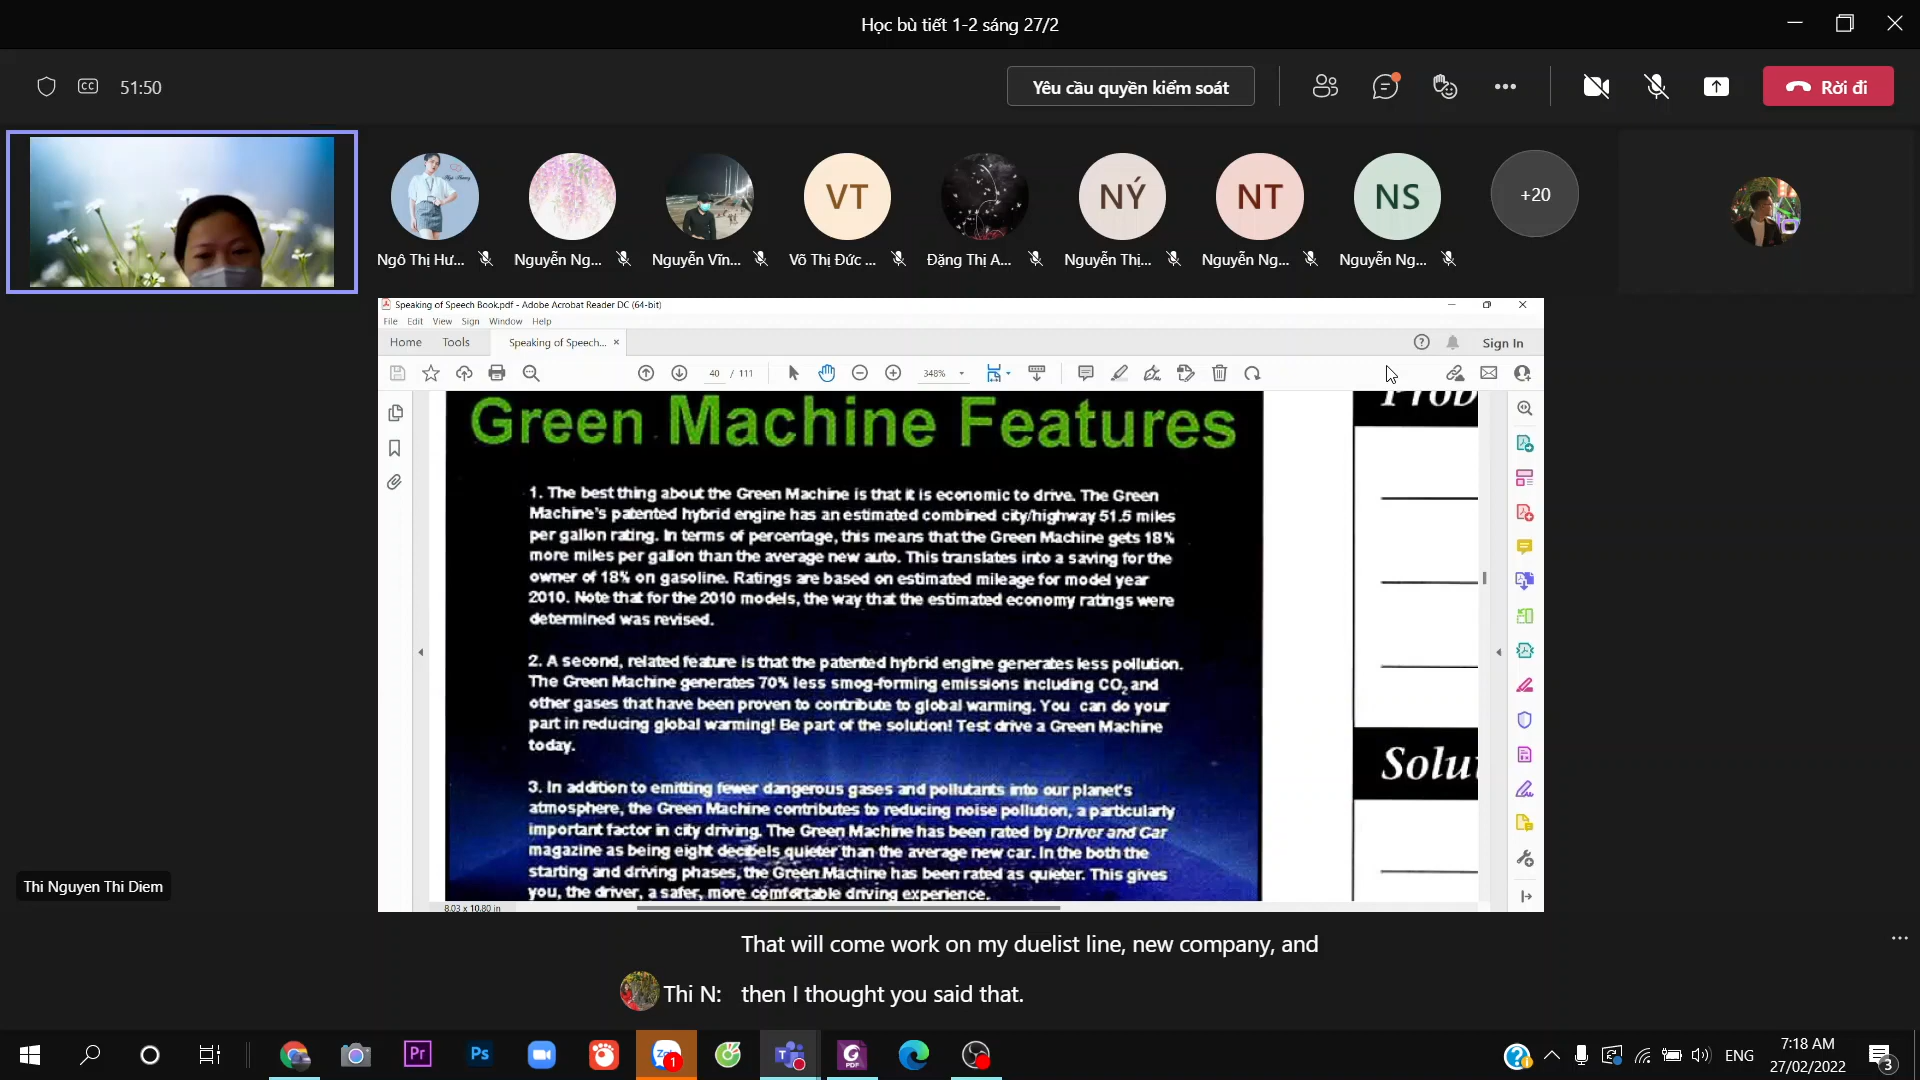 Học bù tiết 1-2 sáng 27/2
CC
51:50
Yêu cầu quyền kiểm soát
Rời đi
VT
NÝ
NT
NS
+20
Ngô Thị Hư...
Nguyễn Ng...
Nguyễn Vĩn...
Võ Thị Đức ...
Đặng Thị A...
Nguyễn Thị...
Nguyễn Ng...
Nguyễn Ng...
Speaking of Speech Book.pdf - Adobe Acrobat Reader DC (64-bit)
File Edit View Sign Window Help
Home Tools Speaking of Speech...
Sign In
40 / 111
348%
Green Machine Features
1. The best thing about the Green Machine is that it is economic to drive. The Green
Machine's patented hybrid engine has an estimated combined city/highway 51.5 miles
per gallon rating. In terms of percentage, this means that the Green Machine gets 18%
more miles per gallon than the average new auto. This translates into a saving for the
owner of 18% on gasoline. Ratings are based on estimated mileage for model year
2010. Note that for the 2010 models, the way that the estimated economy ratings were
determined was revised.
2. A second, related feature is that the patented hybrid engine generates less pollution.
The Green Machine generates 70% less smog-forming emissions including CO₂ and
other gases that have been proven to contribute to global warming. You can do your
part in reducing global warming! Be part of the solution! Test drive a Green Machine
today.
3. In addition to emitting fewer dangerous gases and pollutants into our planet's
atmosphere, the Green Machine contributes to reducing noise pollution, a particularly
important factor in city driving. The Green Machine has been rated by Driver and Car
magazine as being eight decibels quieter than the average new car. In the both the
starting and driving phases, the Green Machine has been rated as quieter. This gives
you, the driver, a safer, more comfortable driving experience.
Prob
Solu
8.03 x 10.80 in
Thi Nguyen Thi Diem
That will come work on my duelist line, new company, and
Thi N: then I thought you said that.
Pr
Ps
1
PDF
ENG
7:18 AM
27/02/2022
3